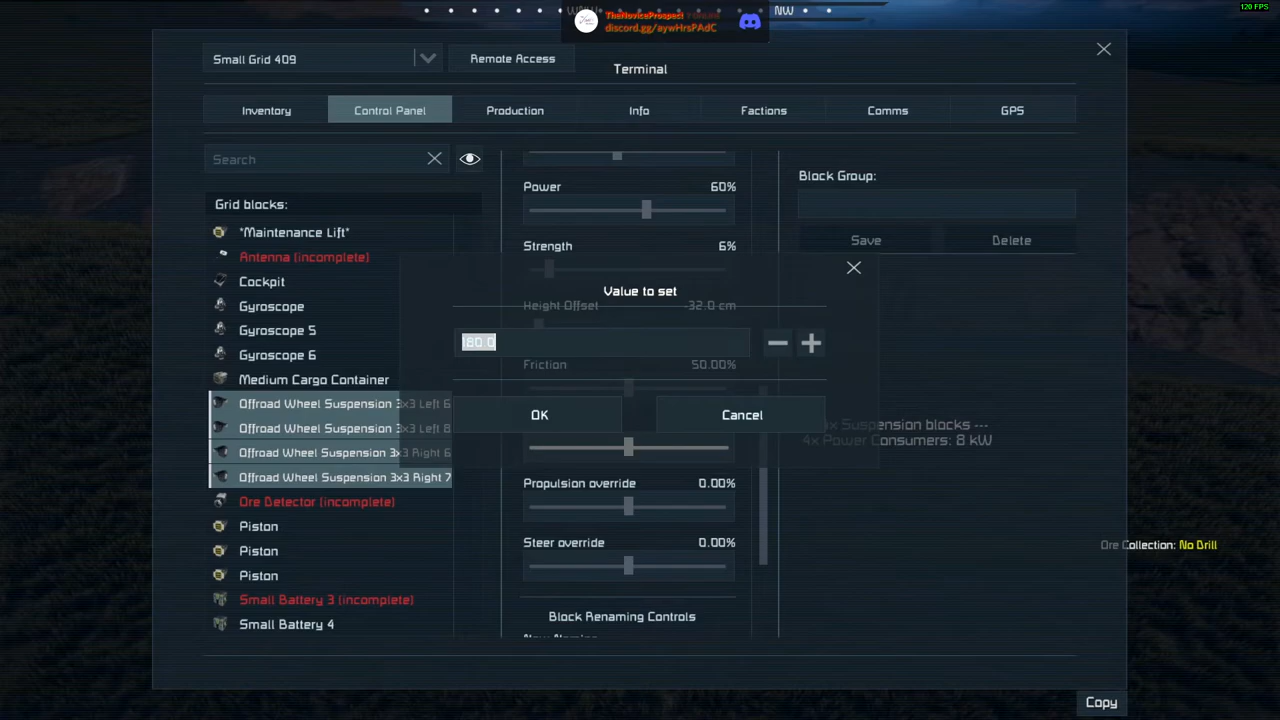 NW
120 FPS
TheNoviceProspect
discord.gg/aywHrsPAdC
Small Grid 409
Remote Access
Terminal
Inventory
Control Panel
Production
Info
Factions
Comms
GPS
Search
Grid blocks:
*Maintenance Lift*
Antenna (incomplete)
Cockpit
Gyroscope
Gyroscope 5
Gyroscope 6
Medium Cargo Container
Offroad Wheel Suspension 3x3 Left 6
Offroad Wheel Suspension 3x3 Left 8
Offroad Wheel Suspension 3x3 Right 6
Offroad Wheel Suspension 3x3 Right 7
Ore Detector (incomplete)
Piston
Piston
Piston
Small Battery 3 (incomplete)
Small Battery 4
Power 60%
Strength 6%
Value to set
Height Offset -32.0 cm
180.0
Friction 50.00%
OK
Cancel
Propulsion override 0.00%
Steer override 0.00%
Block Renaming Controls
Block Group:
Save
Delete
Suspension blocks ---
4x Power Consumers: 8 kW
Ore Collection: No Drill
Copy